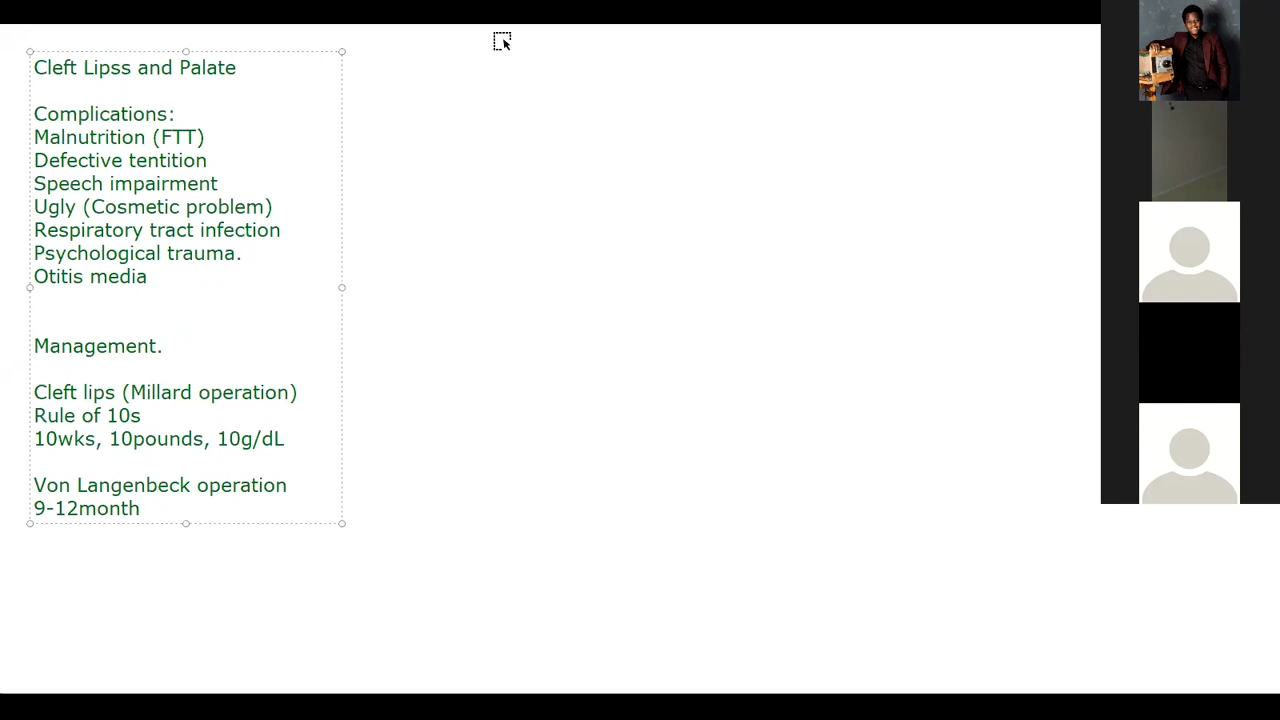 Cleft Lipss and Palate
Complications:
Malnutrition (FTT)
Defective tentition
Speech impairment
Ugly (Cosmetic problem)
Respiratory tract infection
Psychological trauma.
Otitis media
Management.
Cleft lips (Millard operation)
Rule of 10s
10wks, 10pounds, 10g/dL
Von Langenbeck operation
9-12month